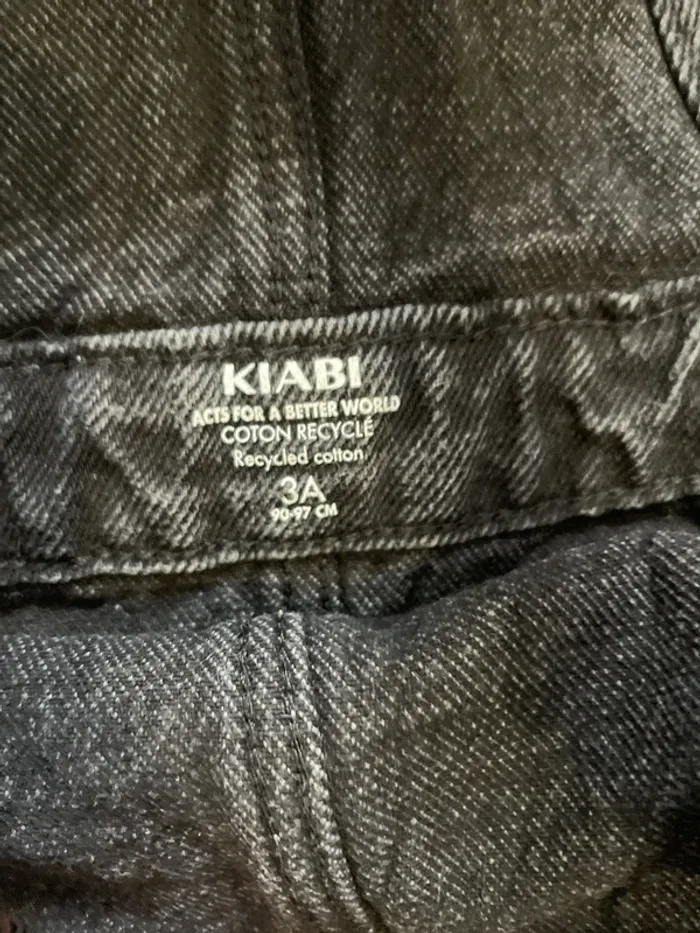 KIABI
ACTS FOR A BETTER WORLD
COTON RECYCLÉ
Recycled cotton
3A
90-97 CM